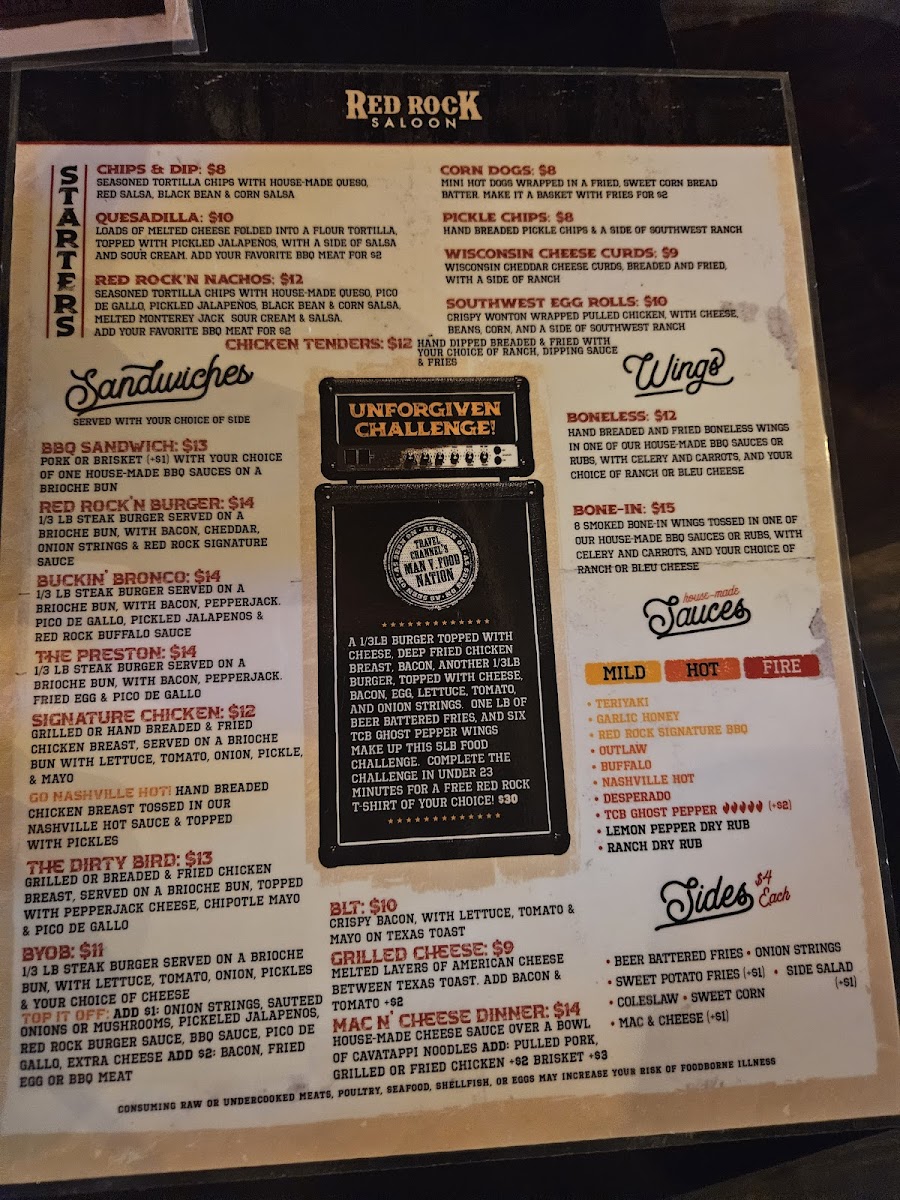 RED ROCK
SALOON
STARTERS
CHIPS & DIP: $8
SEASONED TORTILLA CHIPS WITH HOUSE-MADE QUESO,
RED SALSA, BLACK BEAN & CORN SALSA
QUESADILLA: $10
LOADS OF MELTED CHEESE FOLDED INTO A FLOUR TORTILLA,
TOPPED WITH PICKLED JALAPEÑOS, WITH A SIDE OF SALSA
AND SOUR CREAM. ADD YOUR FAVORITE BBQ MEAT FOR $2
RED ROCK'N NACHOS: $12
SEASONED TORTILLA CHIPS WITH HOUSE-MADE QUESO, PICO
DE GALLO, PICKLED JALAPEÑOS, BLACK BEAN & CORN SALSA,
MELTED MONTEREY JACK SOUR CREAM & SALSA.
ADD YOUR FAVORITE BBQ MEAT FOR $2
CORN DOGS: $8
MINI HOT DOGS WRAPPED IN A FRIED, SWEET CORN BREAD
BATTER. MAKE IT A BASKET WITH FRIES FOR $2
PICKLE CHIPS: $8
HAND BREADED PICKLE CHIPS & A SIDE OF SOUTHWEST RANCH
WISCONSIN CHEESE CURDS: $9
WISCONSIN CHEDDAR CHEESE CURDS, BREADED AND FRIED,
WITH A SIDE OF RANCH
SOUTHWEST EGG ROLLS: $10
CRISPY WONTON WRAPPED PULLED CHICKEN, WITH CHEESE,
BEANS, CORN, AND A SIDE OF SOUTHWEST RANCH
CHICKEN TENDERS: $12 HAND DIPPED BREADED & FRIED WITH
YOUR CHOICE OF RANCH, DIPPING SAUCE
& FRIES
Sandwiches
SERVED WITH YOUR CHOICE OF SIDE
BBQ SANDWICH: $13
PORK OR BRISKET (+$1) WITH YOUR CHOICE
OF ONE HOUSE-MADE BBQ SAUCES ON A
BRIOCHE BUN
RED ROCK'N BURGER: $14
1/3 LB STEAK BURGER SERVED ON A
BRIOCHE BUN, WITH BACON, CHEDDAR,
ONION STRINGS & RED ROCK SIGNATURE
SAUCE
BUCKIN' BRONCO: $14
1/3 LB STEAK BURGER SERVED ON A
BRIOCHE BUN, WITH BACON, PEPPERJACK.
PICO DE GALLO, PICKLED JALAPENOS &
RED ROCK BUFFALO SAUCE
THE PRESTON: $14
1/3 LB STEAK BURGER SERVED ON A
BRIOCHE BUN, WITH BACON, PEPPERJACK.
FRIED EGG & PICO DE GALLO
SIGNATURE CHICKEN: $12
GRILLED OR HAND BREADED & FRIED
CHICKEN BREAST, SERVED ON A BRIOCHE
BUN WITH LETTUCE, TOMATO, ONION, PICKLE,
& MAYO
GO NASHVILLE HOT! HAND BREADED
CHICKEN BREAST TOSSED IN OUR
NASHVILLE HOT SAUCE & TOPPED
WITH PICKLES
THE DIRTY BIRD: $13
GRILLED OR BREADED & FRIED CHICKEN
BREAST, SERVED ON A BRIOCHE BUN, TOPPED
WITH PEPPERJACK CHEESE, CHIPOTLE MAYO
& PICO DE GALLO
BYOB: $11
1/3 LB STEAK BURGER SERVED ON A BRIOCHE
BUN, WITH LETTUCE, TOMATO, ONION, PICKLES
& YOUR CHOICE OF CHEESE
TOP IT OFF: ADD $1: ONION STRINGS, SAUTEED
ONIONS OR MUSHROOMS, PICKELED JALAPENOS,
RED ROCK BURGER SAUCE, BBQ SAUCE, PICO DE
GALLO, EXTRA CHEESE ADD $2: BACON, FRIED
EGG OR BBQ MEAT
UNFORGIVEN
CHALLENGE!
AS SEEN ON
TRAVEL
CHANNEL'S
MAN V. FOOD
NATION
A 1/3LB BURGER TOPPED WITH
CHEESE, DEEP FRIED CHICKEN
BREAST, BACON, ANOTHER 1/3LB
BURGER, TOPPED WITH CHEESE,
BACON, EGG, LETTUCE, TOMATO,
AND ONION STRINGS. ONE LB OF
BEER BATTERED FRIES, AND SIX
TCB GHOST PEPPER WINGS
MAKE UP THIS 5LB FOOD
CHALLENGE. COMPLETE THE
CHALLENGE IN UNDER 23
MINUTES FOR A FREE RED ROCK
T-SHIRT OF YOUR CHOICE! $30
BLT: $10
CRISPY BACON, WITH LETTUCE, TOMATO &
MAYO ON TEXAS TOAST
GRILLED CHEESE: $9
MELTED LAYERS OF AMERICAN CHEESE
BETWEEN TEXAS TOAST. ADD BACON &
TOMATO +$2
MAC N' CHEESE DINNER: $14
HOUSE-MADE CHEESE SAUCE OVER A BOWL
OF CAVATAPPI NOODLES ADD: PULLED PORK,
GRILLED OR FRIED CHICKEN +$2 BRISKET +$3
Wings
BONELESS: $12
HAND BREADED AND FRIED BONELESS WINGS
IN ONE OF OUR HOUSE-MADE BBQ SAUCES OR
RUBS, WITH CELERY AND CARROTS, AND YOUR
CHOICE OF RANCH OR BLEU CHEESE
BONE-IN: $15
8 SMOKED BONE-IN WINGS TOSSED IN ONE OF
OUR HOUSE-MADE BBQ SAUCES OR RUBS, WITH
CELERY AND CARROTS, AND YOUR CHOICE OF
RANCH OR BLEU CHEESE
house-made
Sauces
MILD HOT FIRE
• TERIYAKI
• GARLIC HONEY
• RED ROCK SIGNATURE BBQ
• OUTLAW
• BUFFALO
• NASHVILLE HOT
• DESPERADO
• TCB GHOST PEPPER (+$2)
• LEMON PEPPER DRY RUB
• RANCH DRY RUB
Sides $4 Each
• BEER BATTERED FRIES • ONION STRINGS
• SWEET POTATO FRIES (+$1) • SIDE SALAD (+$1)
• COLESLAW • SWEET CORN
• MAC & CHEESE (+$1)
CONSUMING RAW OR UNDERCOOKED MEATS, POULTRY, SEAFOOD, SHELLFISH, OR EGGS MAY INCREASE YOUR RISK OF FOODBORNE ILLNESS